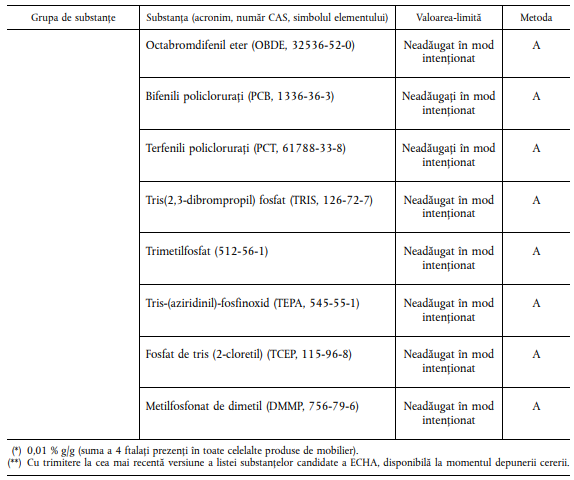 Grupa de substanțe Substanța (acronim, număr CAS, simbolul elementului) Valoarea-limită Metoda
Octabromdifenil eter (OBDE, 32536-52-0) Neadăugat în mod A
intenționat
Bifenili policlorurați (PCB, 1336-36-3) Neadăugați în mod A
intenționat
Terfenili policlorurați (PCT, 61788-33-8) Neadăugați în mod A
intenționat
Tris(2,3-dibrompropil) fosfat (TRIS, 126-72-7) Neadăugat în mod A
intenționat
Trimetilfosfat (512-56-1) Neadăugat în mod A
intenționat
Tris-(aziridinil)-fosfinoxid (TEPA, 545-55-1) Neadăugat în mod A
intenționat
Fosfat de tris (2-cloretil) (TCEP, 115-96-8) Neadăugat în mod A
intenționat
Metilfosfonat de dimetil (DMMP, 756-79-6) Neadăugat în mod A
intenționat
(*) 0,01 % g/g (suma a 4 ftalați prezenți în toate celelalte produse de mobilier).
(**) Cu trimitere la cea mai recentă versiune a listei substanțelor candidate a ECHA, disponibilă la momentul depunerii cererii.